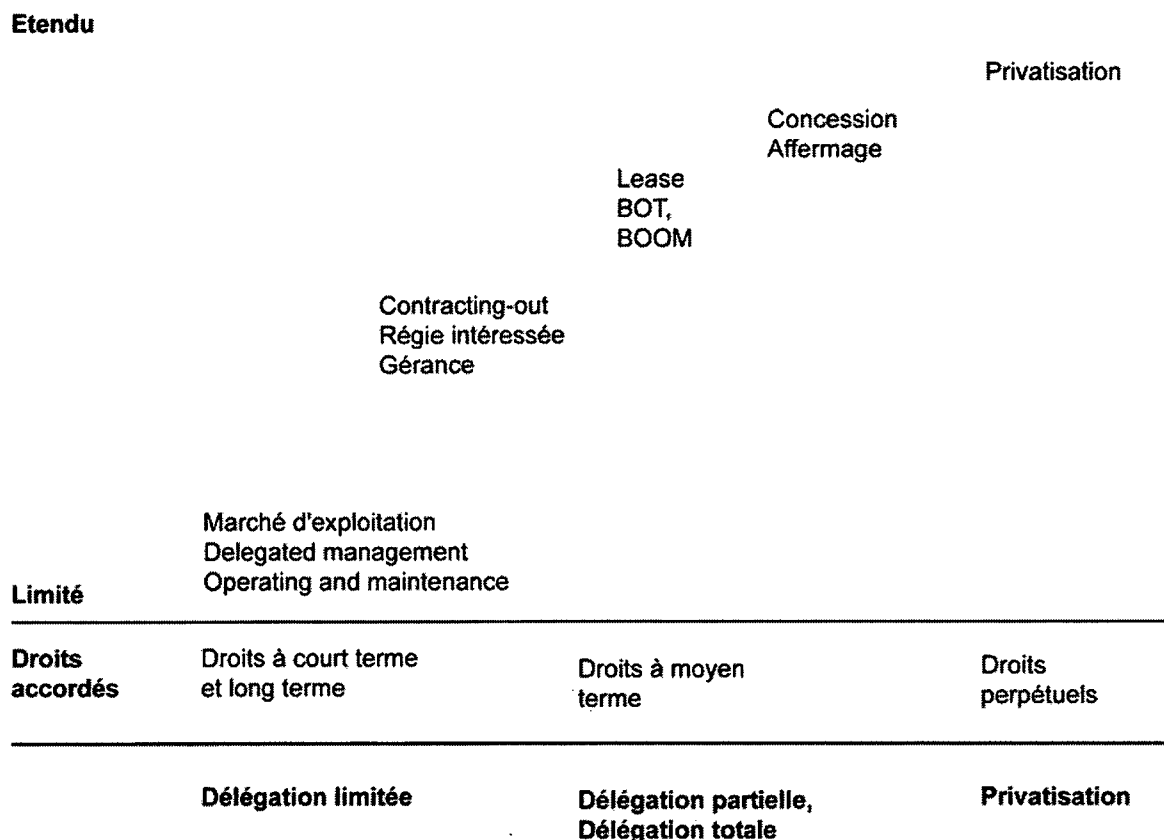 Etendu
Privatisation
Concession
Affermage
Lease
BOT,
BOOM
Contracting-out
Régie intéressée
Gérance
Marché d'exploitation
Delegated management
Operating and maintenance
Limité
Droits
accordés
Droits à court terme
et long terme
Droits à moyen
terme
Droits
perpétuels
Délégation limitée
Délégation partielle,
Délégation totale
Privatisation